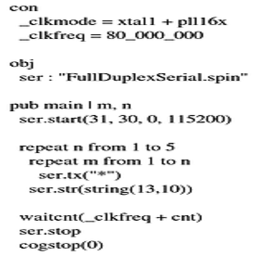 con
_clkmode = xtal1 + pll16x
_clkfreq = 80_000_000
obj
ser : "FullDuplexSerial.spin"
pub main | m, n
ser.start(31, 30, 0, 115200)
repeat n from 1 to 5
repeat m from 1 to n
ser.tx("*")
ser.str(string(13,10))
waitcnt(_clkfreq + cnt)
ser.stop
cogstop(0)